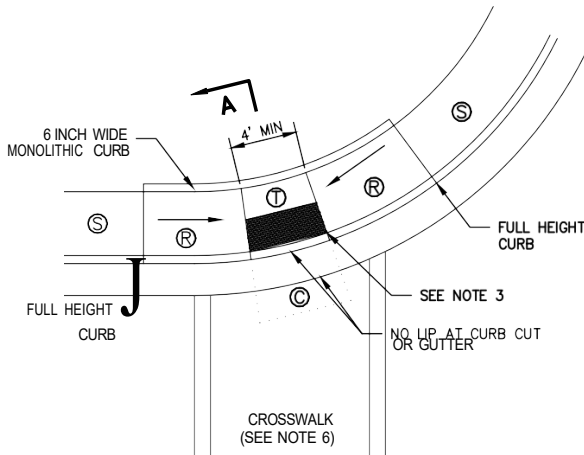 A
4' MIN
6 INCH WIDE
MONOLITHIC CURB
S
T
R
S
R
FULL HEIGHT
CURB
J
FULL HEIGHT
CURB
C
SEE NOTE 3
NO LIP AT CURB CUT
OR GUTTER
CROSSWALK
(SEE NOTE 6)